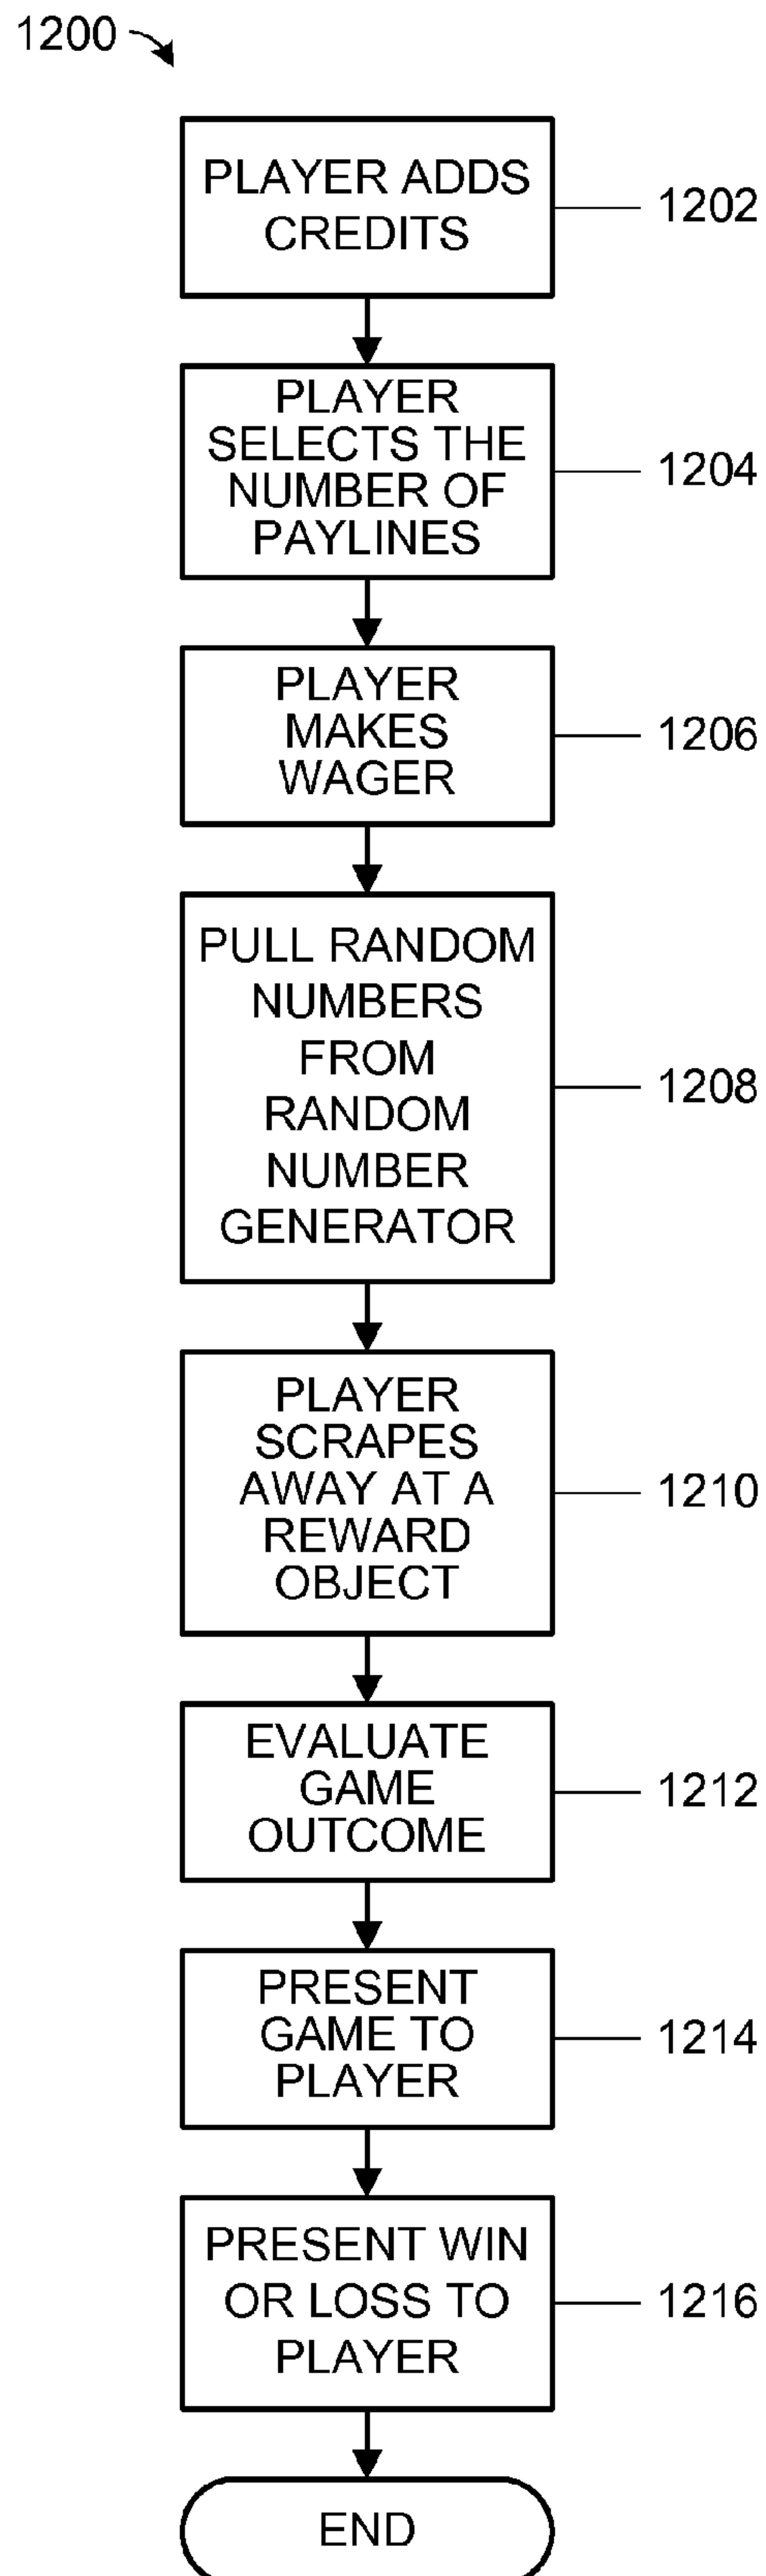 1200
PLAYER ADDS
CREDITS
1202
PLAYER
SELECTS THE
NUMBER OF
PAYLINES
1204
PLAYER
MAKES
WAGER
1206
PULL RANDOM
NUMBERS
FROM
RANDOM
NUMBER
GENERATOR
1208
PLAYER
SCRAPES
AWAY AT A
REWARD
OBJECT
1210
EVALUATE
GAME
OUTCOME
1212
PRESENT
GAME TO
PLAYER
1214
PRESENT WIN
OR LOSS TO
PLAYER
1216
END